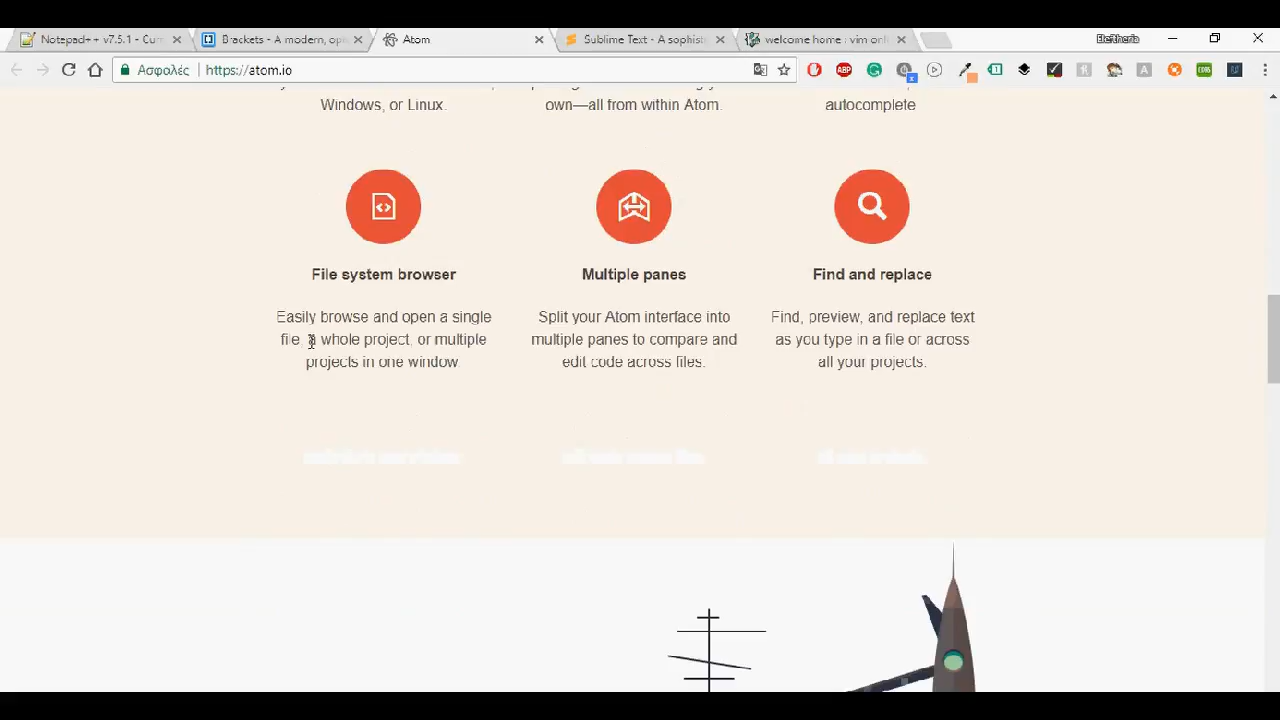 Notepad++ v7.5.1 - Curr
Brackets - A modern, op
Atom
Sublime Text - A sophist
welcome home : vim onli
Eleftheria
Ασφαλές
https://atom.io
Windows, or Linux.
own—all from within Atom.
autocomplete
File system browser
Multiple panes
Find and replace
Easily browse and open a single
file, a whole project, or multiple
projects in one window
Split your Atom interface into
multiple panes to compare and
edit code across files.
Find, preview, and replace text
as you type in a file or across
all your projects.